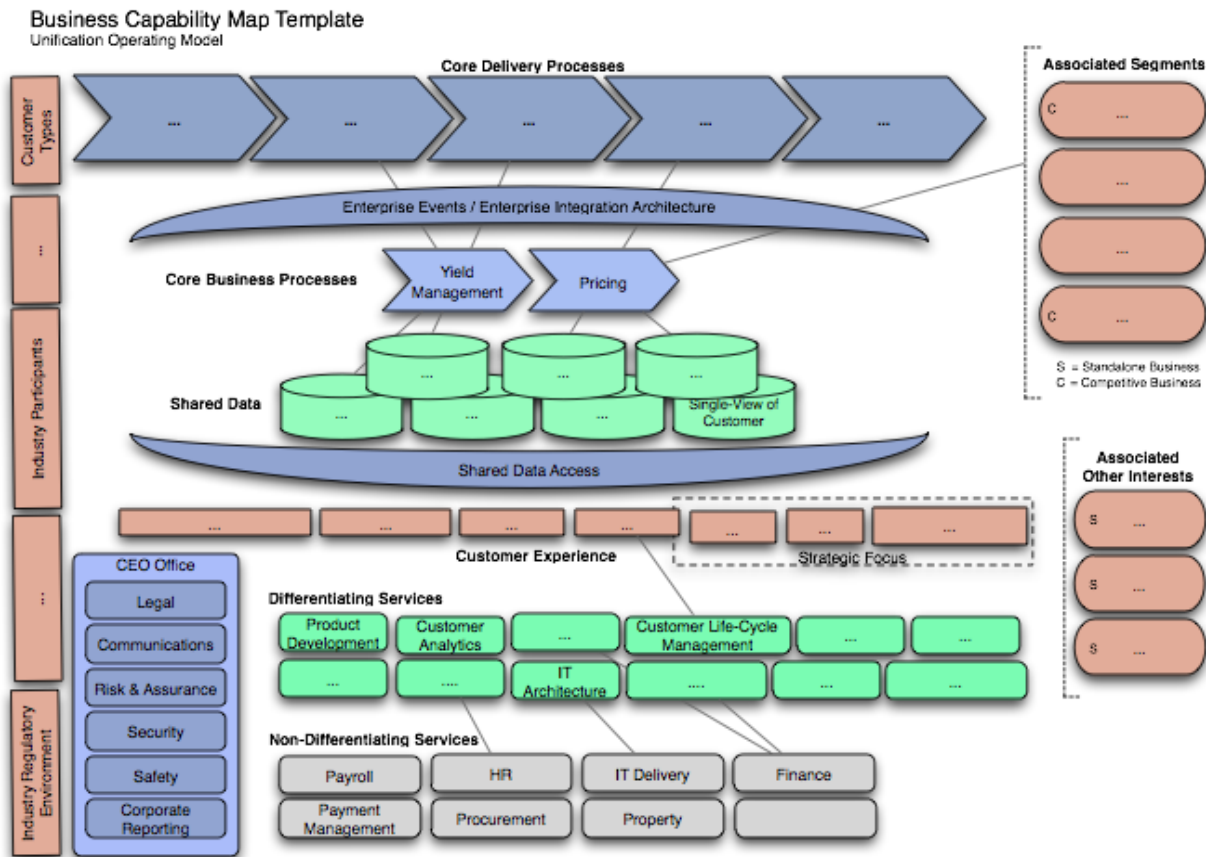 Business Capability Map Template
Unification Operating Model
Core Delivery Processes
Associated Segments
Customer
Types
...
...
...
...
...
C ...
...
...
C ...
Enterprise Events / Enterprise Integration Architecture
...
Core Business Processes
Yield
Management
Pricing
S = Standalone Business
C = Competitive Business
Industry Participants
...
...
...
Shared Data
...
...
...
Single-View of
Customer
Shared Data Access
Associated
Other Interests
S ...
S ...
S ...
...
...
...
...
...
...
...
Customer Experience
Strategic Focus
...
CEO Office
Legal
Communications
Risk & Assurance
Security
Safety
Corporate
Reporting
Differentiating Services
Product
Development
Customer
Analytics
...
Customer Life-Cycle
Management
...
...
...
....
IT
Architecture
....
...
...
Industry Regulatory
Environment
Non-Differentiating Services
Payroll
HR
IT Delivery
Finance
Payment
Management
Procurement
Property